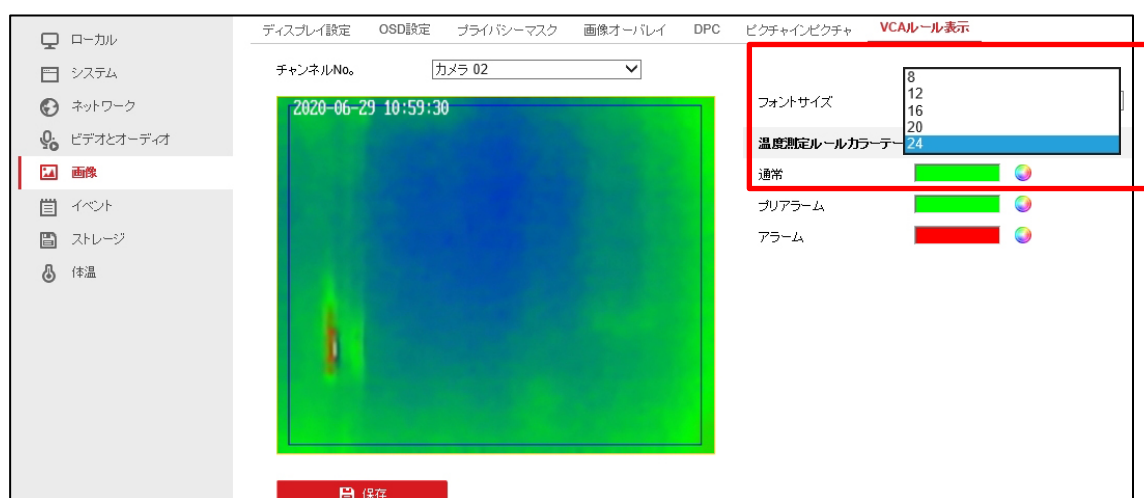 ローカル
システム
ネットワーク
ビデオとオーディオ
画像
イベント
ストレージ
体温
ディスプレイ設定 OSD設定 プライバシーマスク 画像オーバレイ DPC ピクチャインピクチャ VCAルール表示
チャンネルNo。 カメラ 02
2020-06-29 10:59:30
保存
フォントサイズ
8
12
16
20
24
温度測定ルールカラーテー
通常
プリアラーム
アラーム